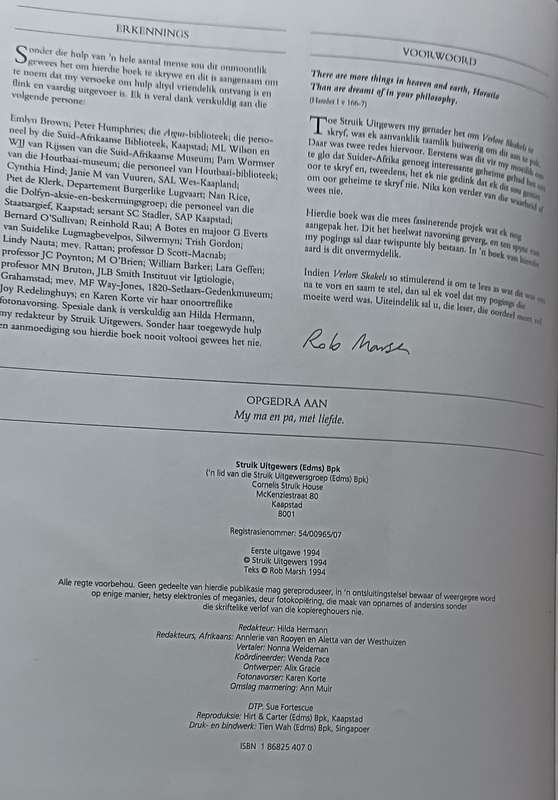 ERKENNINGS
Sonder die hulp van 'n hele aantal mense sou dit onmoontlik
gewees het om hierdie boek te skrywe en dit is aangenaam om
te noem dat my versoeke om hulp altyd vriendelik ontvang is en
flink en vaardig uitgevoer is. Ek is veral dank verskuldig aan die
volgende persone:
Emlyn Brown; Peter Humphries; die Argus-biblioteek; die perso-
neel by die Suid-Afrikaanse Biblioteek, Kaapstad; ML Wilson en
WJJ van Rijssen van die Suid-Afrikaanse Museum; Pam Wormser
van die Houtbaai-museum; die personeel van Houtbaai-biblioteek;
Cynthia Hind; Janie M van Vuuren, SAL Wes-Kaapland;
Piet de Klerk, Departement Burgerlike Lugvaart; Nan Rice,
die Dolfyn-aksie-en-beskermingsgroep; die personeel van die
Staatsargief, Kaapstad; sersant SC Stadler, SAP Kaapstad;
Bernard O'Sullivan; Reinhold Rau; A Botes en majoor G Everts
van Suidelike Lugmagbevelpos, Silwermyn; Trish Gordon;
Lindy Nauta; mev. Rattan; professor D Scott-Macnab;
professor JC Poynton; M O'Brien; William Barker; Lara Geffen;
professor MN Bruton, JLB Smith Instituut vir Igtiologie,
Grahamstad; mev. MF Way-Jones, 1820-Setlaars-Gedenkmuseum;
Joy Redelinghuys; en Karen Korte vir haar onoortreflike
fotonavorsing. Spesiale dank is verskuldig aan Hilda Hermann,
my redakteur by Struik Uitgewers. Sonder haar toegewyde hulp
en aanmoediging sou hierdie boek nooit voltooi gewees het nie.
VOORWOORD
There are more things in heaven and earth, Horatio
Than are dreamt of in your philosophy.
(Hamlet I v 166-7)
Toe Struik Uitgewers my genader het om Verlore Skakels te
skryf, was ek aanvanklik taamlik huiwerig om dit aan te pak.
Daar was twee redes hiervoor. Eerstens was dit vir my moeilik om
te glo dat Suider-Afrika genoeg interessante geheime gehad het om
oor te skryf en, tweedens, het ek nie gedink dat ek dit sou geniet
om oor geheime te skryf nie. Niks kon verder van die waarheid af
wees nie.
Hierdie boek was die mees fassinerende projek wat ek nog
aangepak het. Dit het heelwat navorsing geverg, en ten spyte van
my pogings sal daar twispunte bly bestaan. In 'n boek van hierdie
aard is dit onvermydelik.
Indien Verlore Skakels so stimulerend is om te lees as wat dit was om
na te vors en saam te stel, dan sal ek voel dat my pogings die
moeite werd was. Uiteindelik sal u, die leser, die oordeel moet vel
Rob Marsh
OPGEDRA AAN
My ma en pa, met liefde.
Struik Uitgewers (Edms) Bpk
('n lid van die Struik Uitgewersgroep (Edms) Bpk)
Cornelis Struik House
McKenziestraat 80
Kaapstad
8001
Registrasienommer: 54/00965/07
Eerste uitgawe 1994
© Struik Uitgewers 1994
Teks © Rob Marsh 1994
Alle regte voorbehou. Geen gedeelte van hierdie publikasie mag gereproduseer, in 'n ontsluitingstelsel bewaar of weergegee word
op enige manier, hetsy elektronies of meganies, deur fotokopiëring, die maak van opnames of andersins sonder
die skriftelike verlof van die kopiereghouers nie.
Redakteur: Hilda Hermann
Redakteurs, Afrikaans: Annlerie van Rooyen en Aletta van der Westhuizen
Vertaler: Nonna Weideman
Koördineerder: Wenda Pace
Ontwerper: Alix Gracie
Fotonavorser: Karen Korte
Omslag marmering: Ann Muir
DTP: Sue Fortescue
Reproduksie: Hirt & Carter (Edms) Bpk, Kaapstad
Druk- en bindwerk: Tien Wah (Edms) Bpk, Singapoer
ISBN 1 86825 407 0